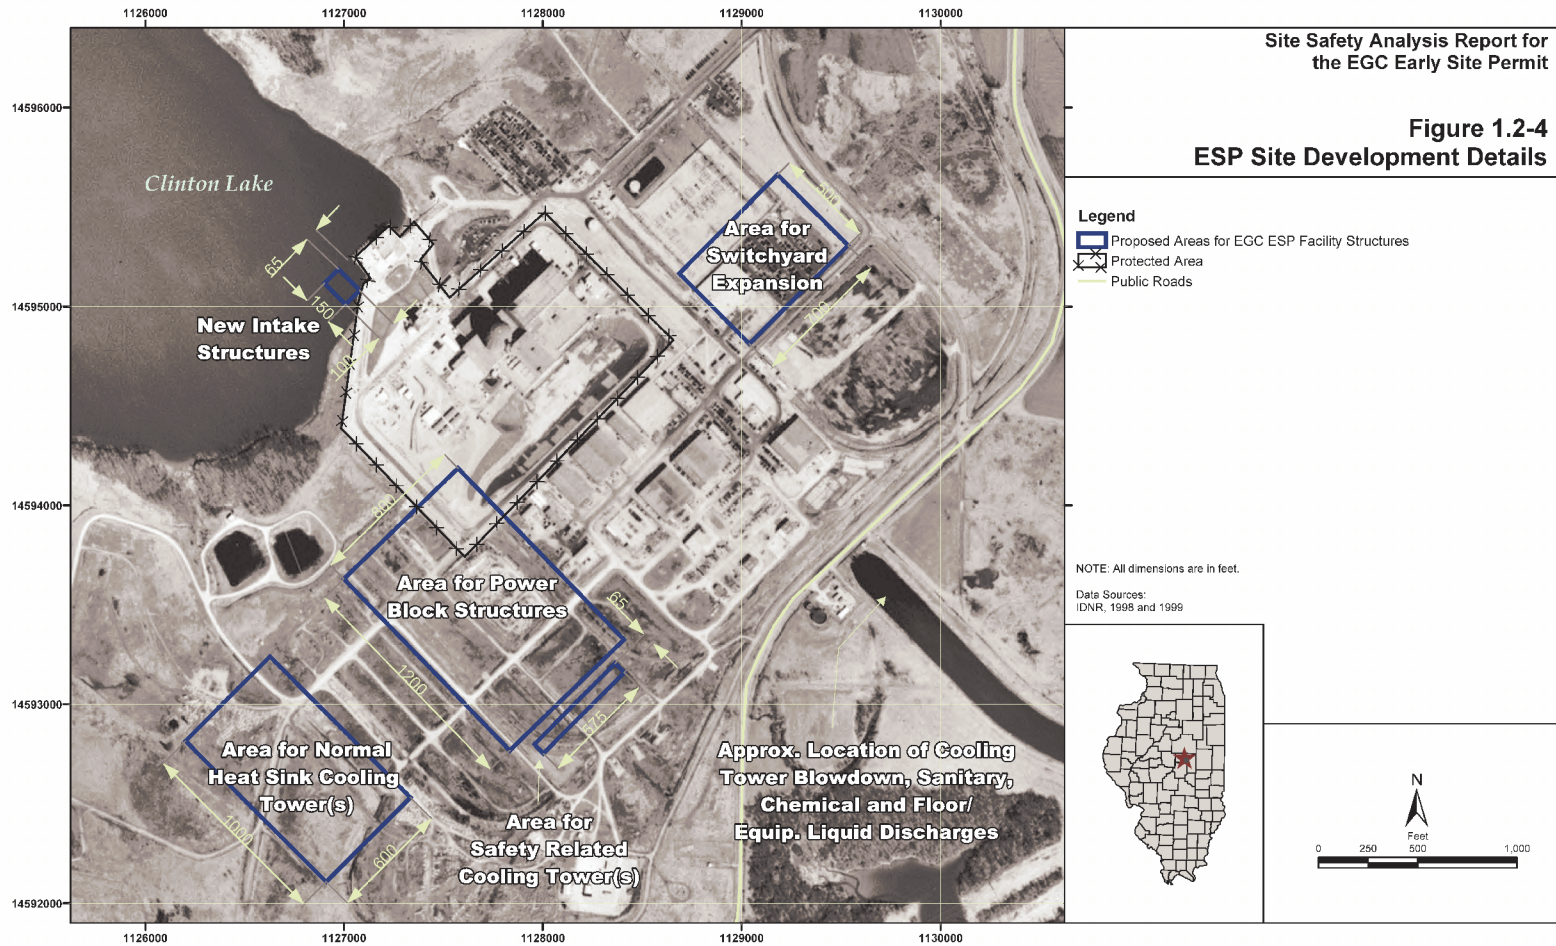 1126000
1127000
1128000
1129000
1130000
Site Safety Analysis Report for
the EGC Early Site Permit
Figure 1.2-4
ESP Site Development Details
14596000
14595000
14594000
14593000
14592000
Clinton Lake
65
150
100
New Intake
Structures
500
Area for
Switchyard
Expansion
700
Legend
Proposed Areas for EGC ESP Facility Structures
Protected Area
Public Roads
Area for Power
Block Structures
65
1200
575
Area for Normal
Heat Sink Cooling
Tower(s)
1000
600
Area for
Safety Related
Cooling Tower(s)
Approx. Location of Cooling
Tower Blowdown, Sanitary,
Chemical and Floor/
Equip. Liquid Discharges
NOTE: All dimensions are in feet.
Data Sources:
IDNR, 1998 and 1999
N
Feet
0 250 500 1,000
1126000
1127000
1128000
1129000
1130000